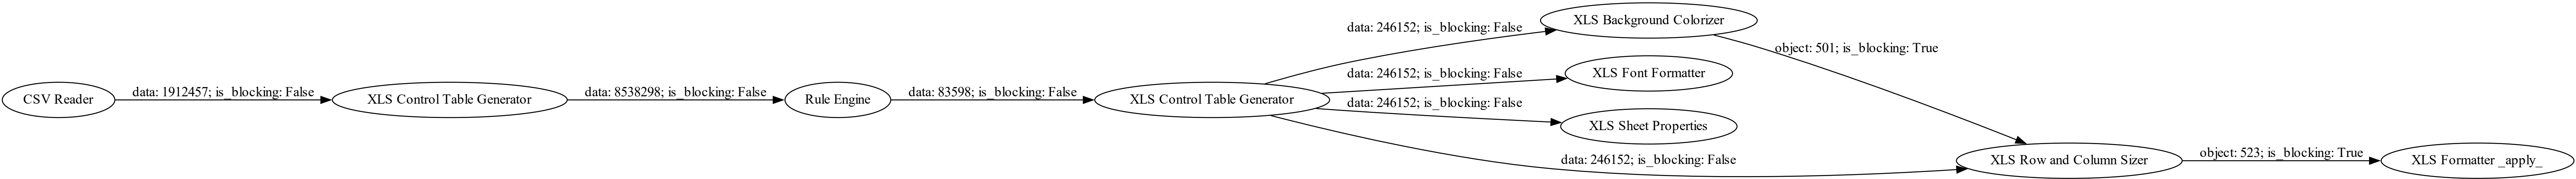 CSV Reader
data: 1912457; is_blocking: False
XLS Control Table Generator
data: 8538298; is_blocking: False
Rule Engine
data: 83598; is_blocking: False
XLS Control Table Generator
data: 246152; is_blocking: False
XLS Background Colorizer
data: 246152; is_blocking: False
XLS Font Formatter
data: 246152; is_blocking: False
XLS Sheet Properties
data: 246152; is_blocking: False
object: 501; is_blocking: True
XLS Row and Column Sizer
object: 523; is_blocking: True
XLS Formatter _apply_